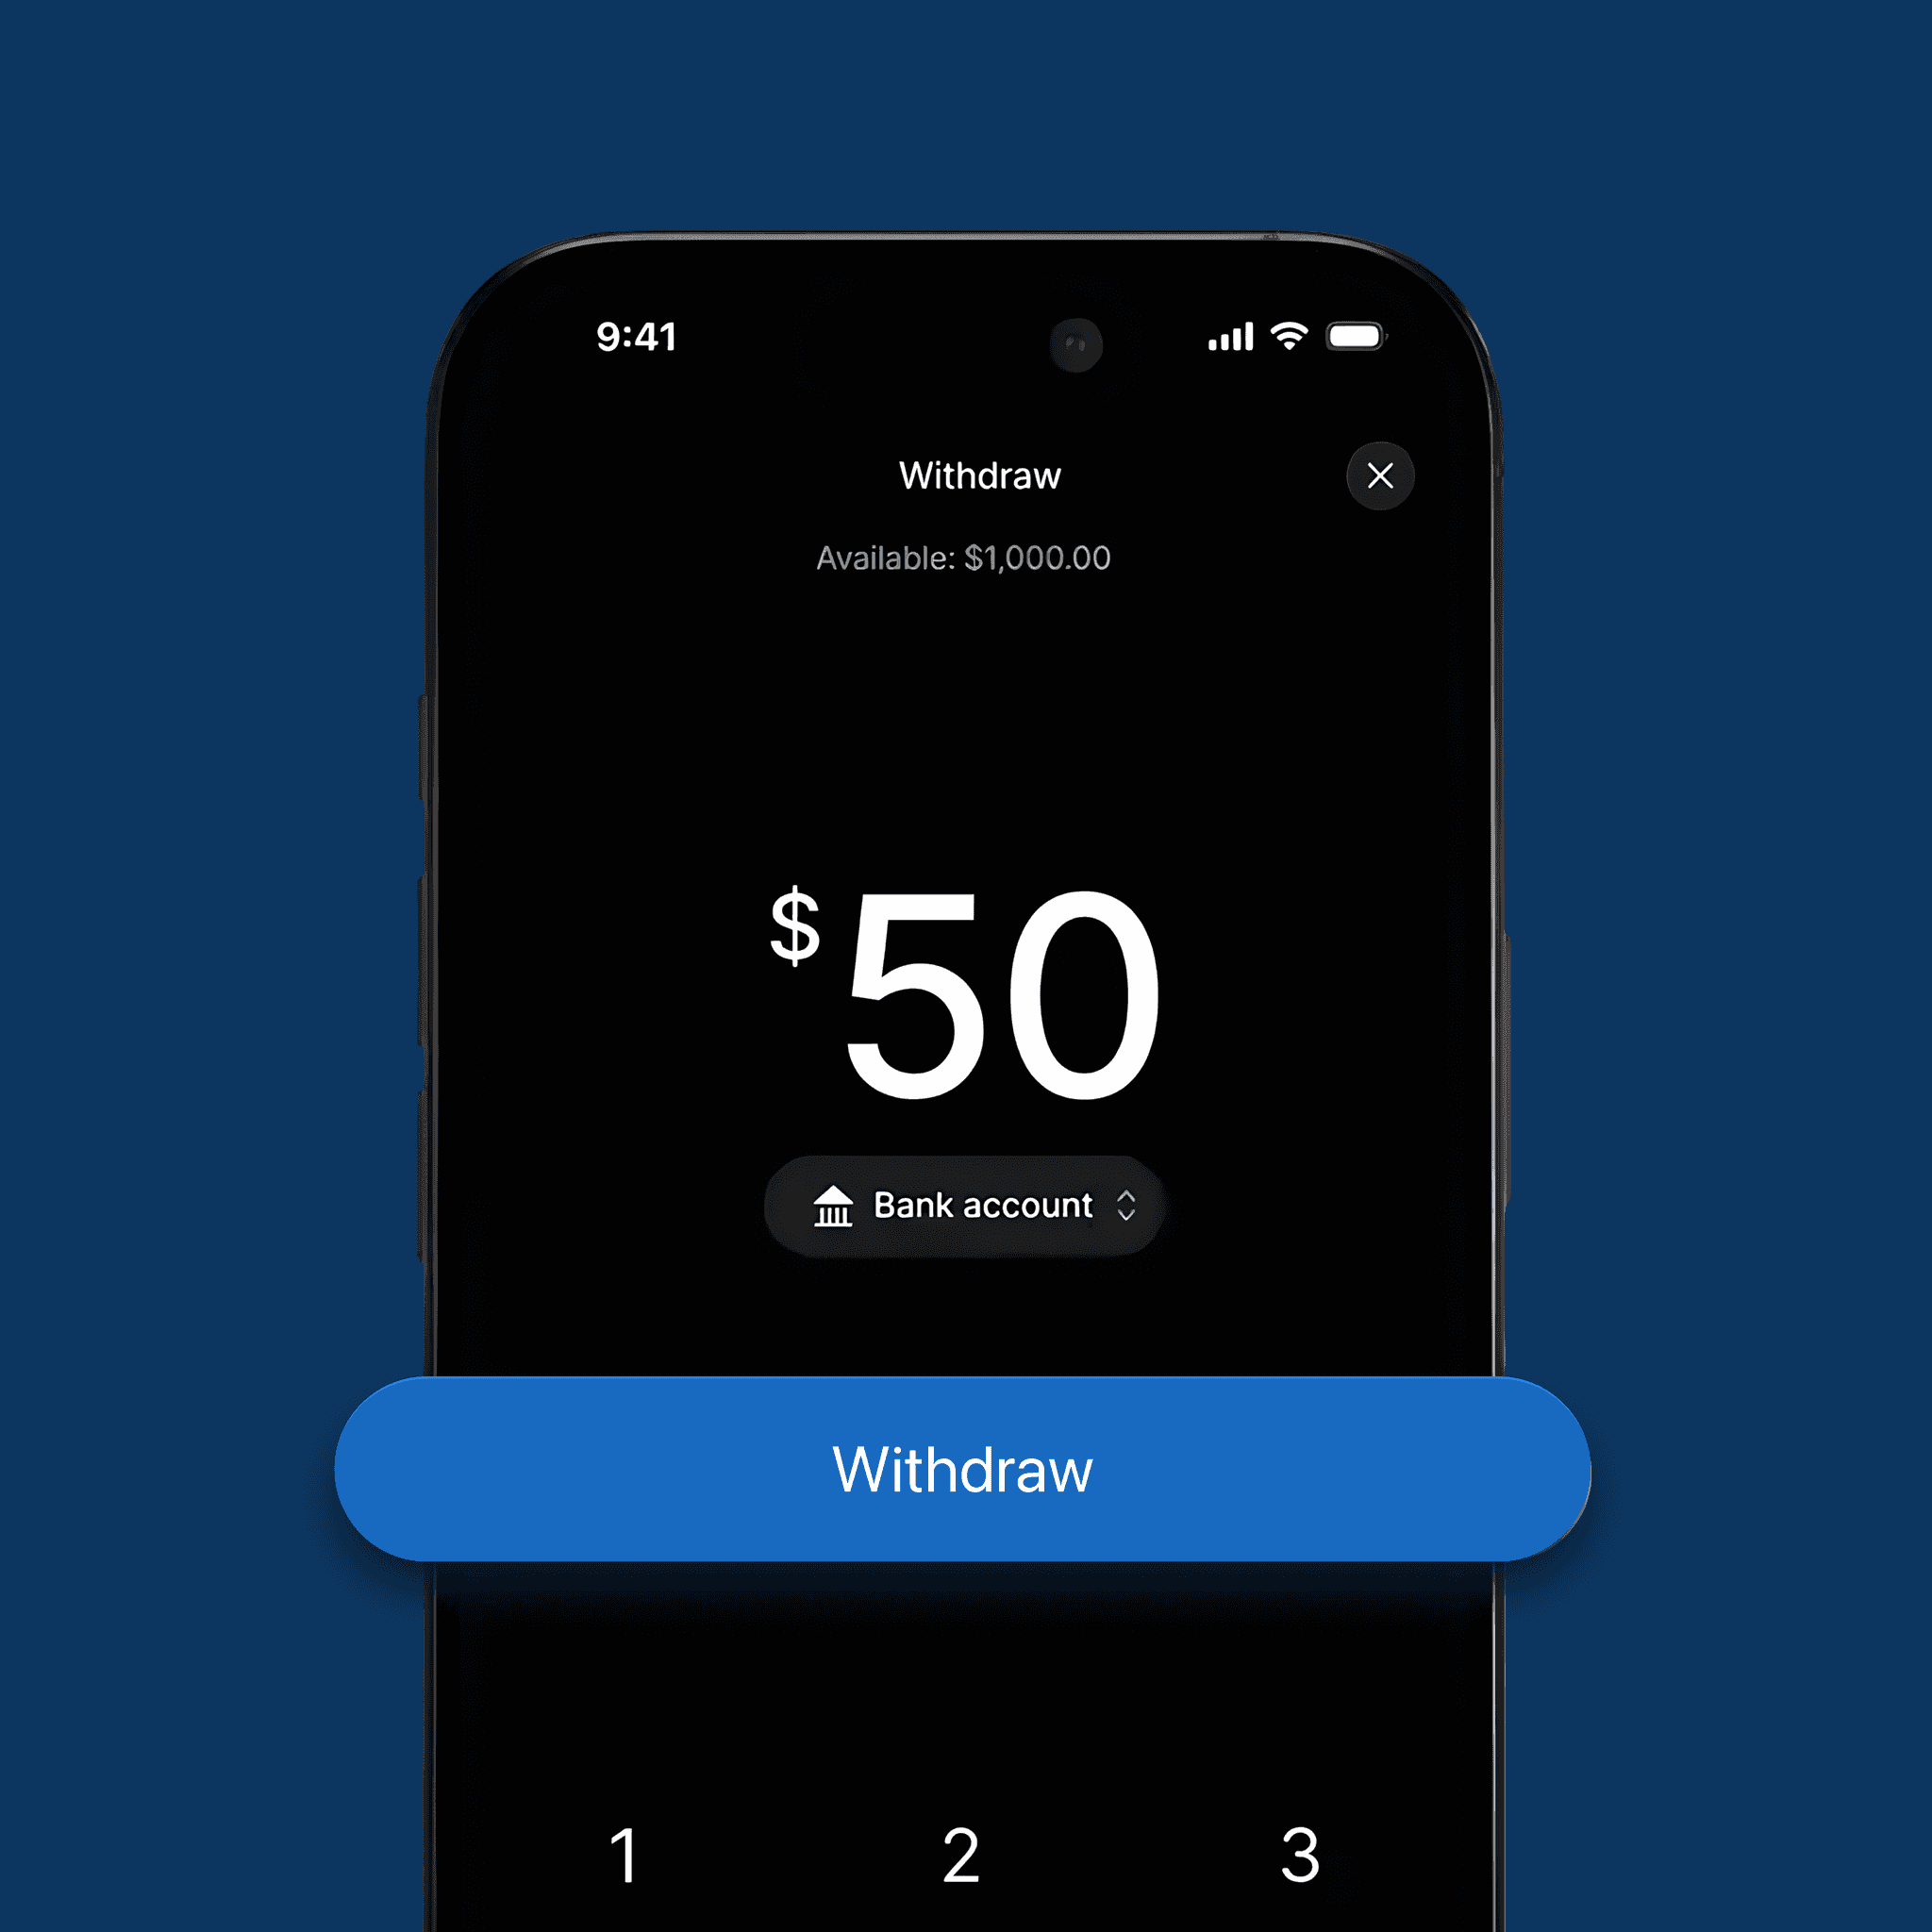 9:41
Withdraw
Available: $1,000.00
$50
Bank account
Withdraw
1 2 3